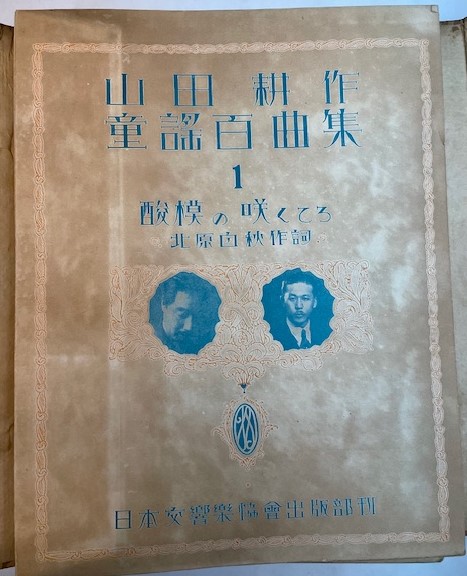 山田耕作
童謠百曲集
1
酸模の咲くころ
北原白秋作詞
日本交響樂協會出版部刊